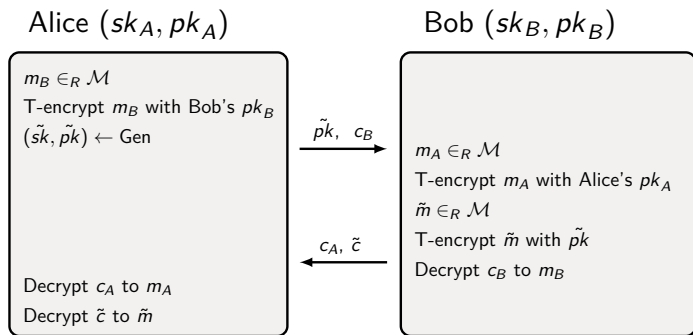 Alice (sk_A, pk_A)
Bob (sk_B, pk_B)
m_B ∈_R ℳ
T-encrypt m_B with Bob's pk_B
(s̃k, p̃k) ← Gen
p̃k, c_B
m_A ∈_R ℳ
T-encrypt m_A with Alice's pk_A
m̃ ∈_R ℳ
T-encrypt m̃ with p̃k
Decrypt c_B to m_B
c_A, c̃
Decrypt c_A to m_A
Decrypt c̃ to m̃